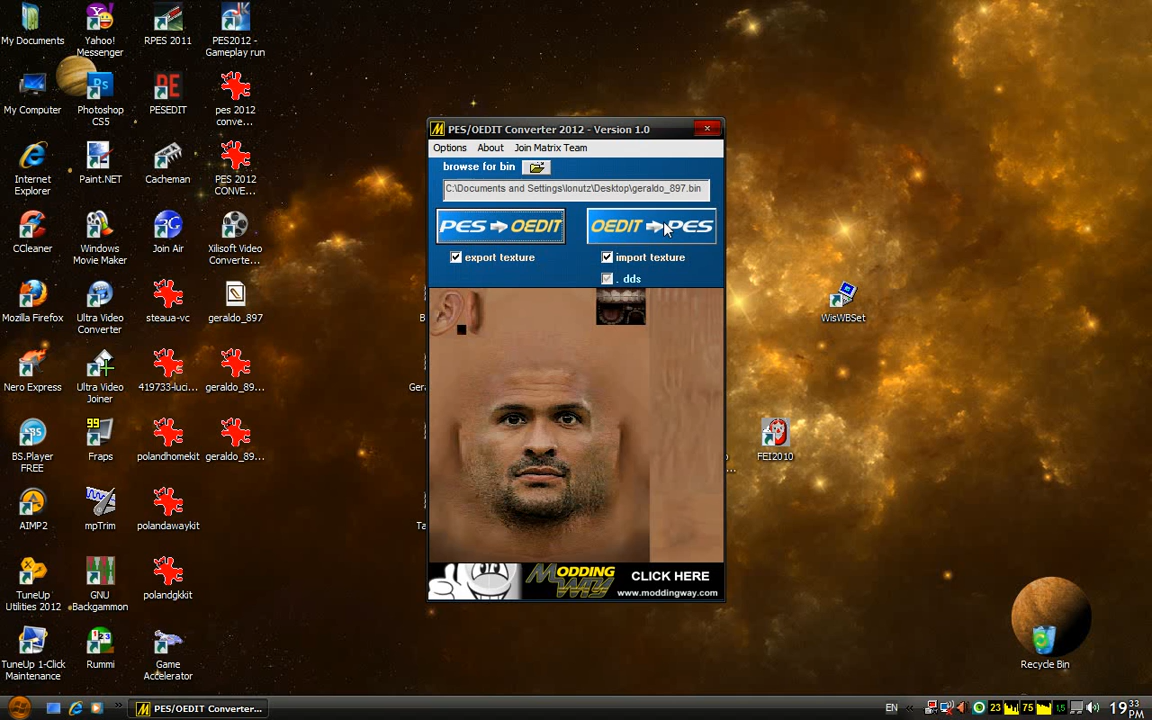 My Documents
Yahoo!
Messenger
RPES 2011
PES2012 -
Gameplay run
My Computer
Photoshop
CS5
PESEDIT
pes 2012
conve...
Internet
Explorer
Paint.NET
Cacheman
PES 2012
CONVE...
CCleaner
Windows
Movie Maker
Join Air
Xilisoft Video
Converte...
Mozilla Firefox
Ultra Video
Converter
steaua-vc
geraldo_897
Nero Express
Ultra Video
Joiner
419733-luci...
geraldo_89...
BS.Player
FREE
99
Fraps
polandhomekit
geraldo_89...
AIMP2
mpTrim
polandawaykit
TuneUp
Utilities 2012
GNU
Backgammon
polandgkkit
TuneUp 1-Click
Maintenance
Rummi
Game
Accelerator
PES/OEDIT Converter 2012 - Version 1.0
Options About Join Matrix Team
browse for bin
C:\Documents and Settings\Ionutz\Desktop\geraldo_897.bin
PES OEDIT
OEDIT PES
export texture
import texture
. dds
MODDING
WAY
CLICK HERE
www.moddingway.com
WisWBSet
FEI2010
Recycle Bin
PES/OEDIT Converter...
EN
23
75
19 33
PM